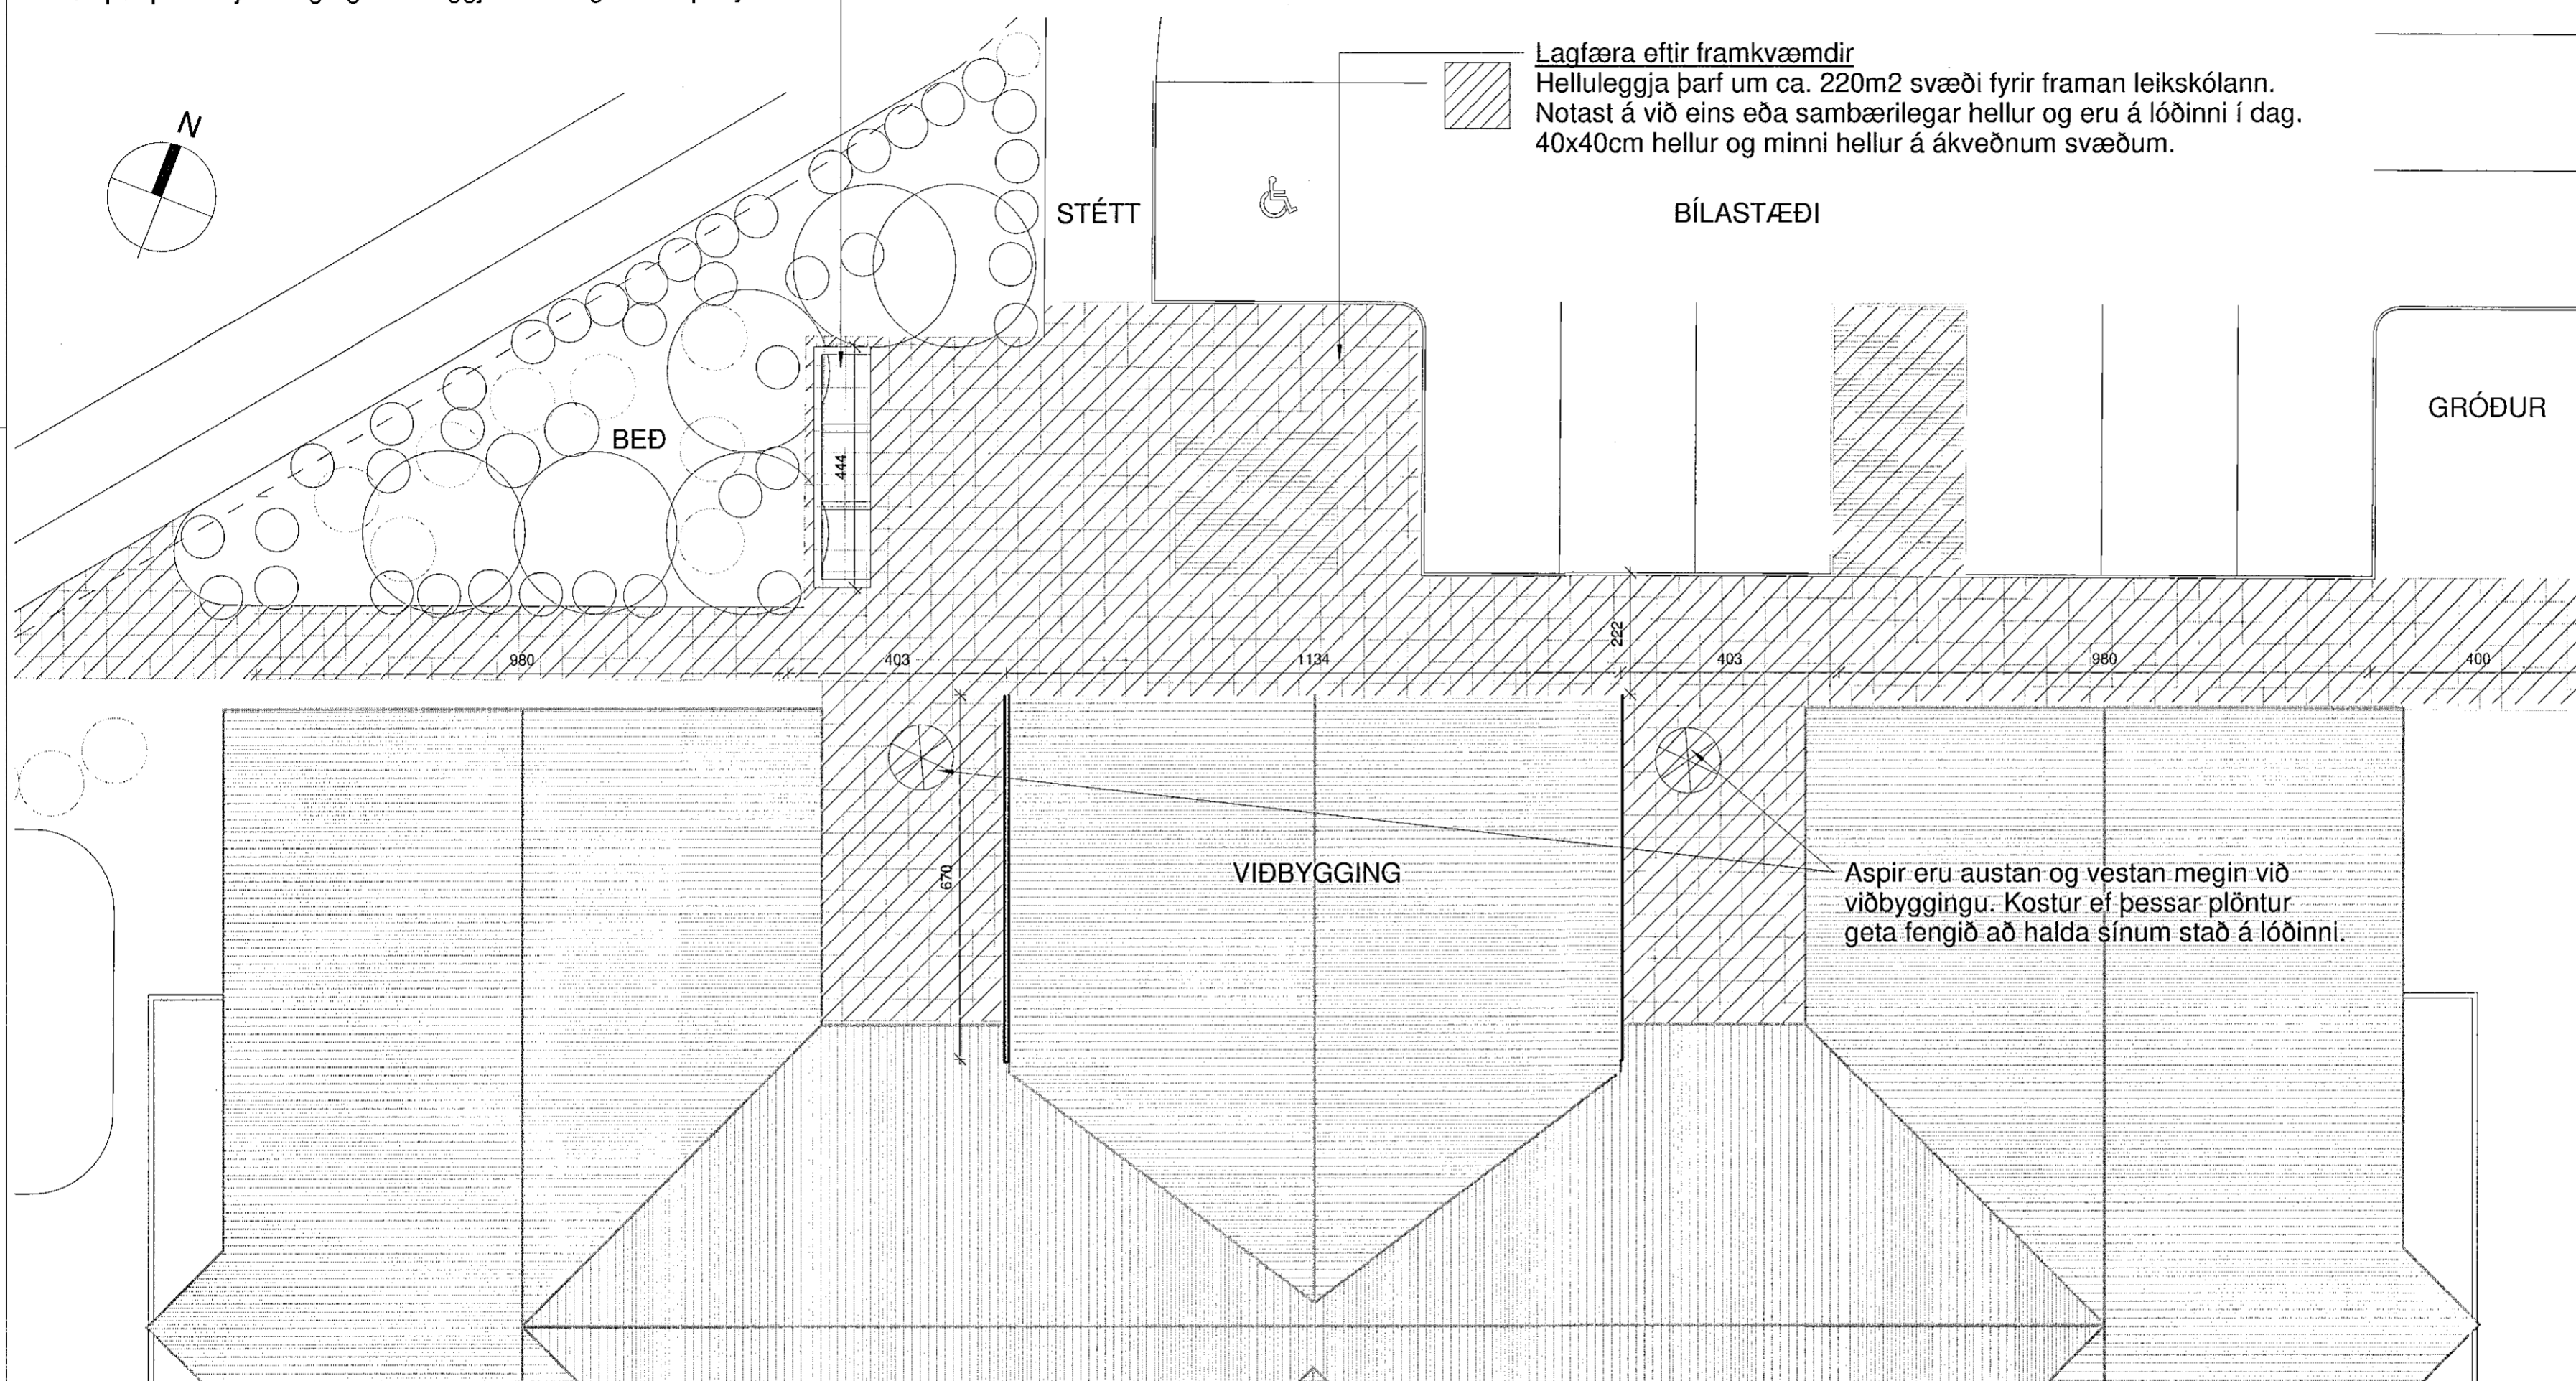 Lagfæra eftir framkvæmdir
Helluleggja þarf um ca. 220m2 svæði fyrir framan leikskólann.
Notast á við eins eða sambærilegar hellur og eru á lóðinni í dag.
40x40cm hellur og minni hellur á ákveðnum svæðum.
N
STÉTT
BÍLASTÆÐI
GRÓÐUR
BEÐ
444
222
980
403
1134
403
980
400
670
VIÐBYGGING
Aspir eru austan og vestan megin við
viðbyggingu. Kostur ef þessar plöntur
geta fengið að halda sínum stað á lóðinni.